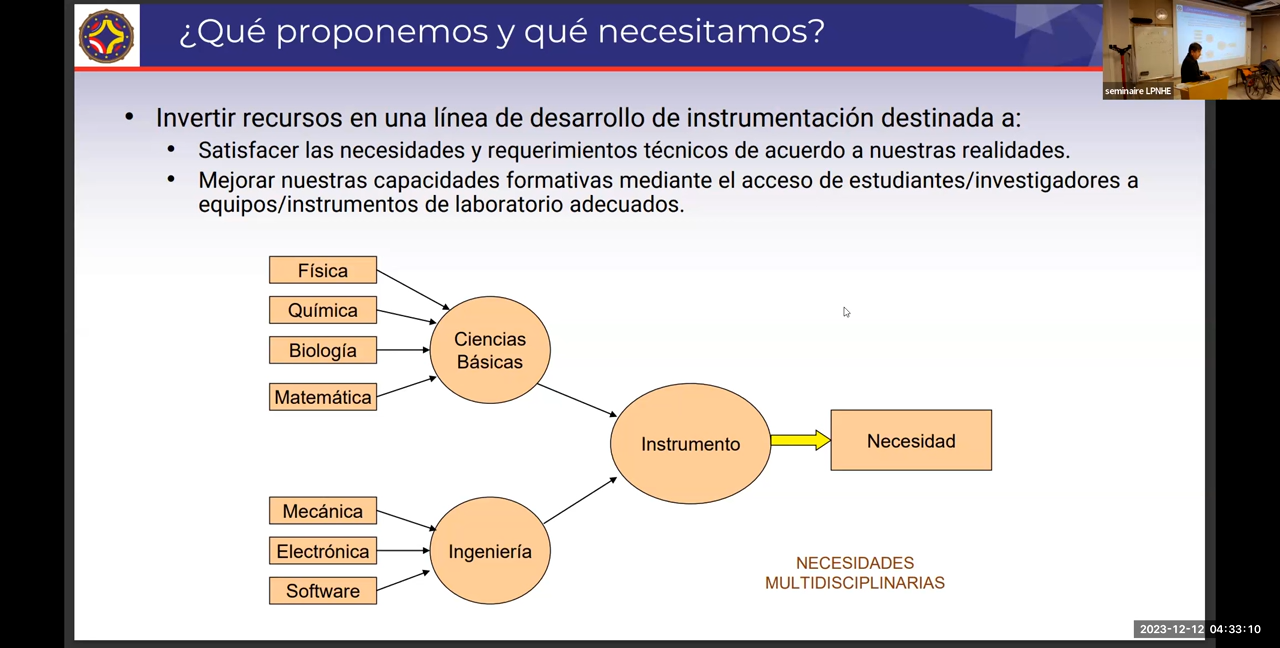 ¿Qué proponemos y qué necesitamos?
seminaire LPNHE
• Invertir recursos en una línea de desarrollo de instrumentación destinada a:
• Satisfacer las necesidades y requerimientos técnicos de acuerdo a nuestras realidades.
• Mejorar nuestras capacidades formativas mediante el acceso de estudiantes/investigadores a
equipos/instrumentos de laboratorio adecuados.
Física
Química
Biología
Matemática
Ciencias
Básicas
Mecánica
Electrónica
Software
Ingeniería
Instrumento
Necesidad
NECESIDADES
MULTIDISCIPLINARIAS
2023-12-12 04:33:10